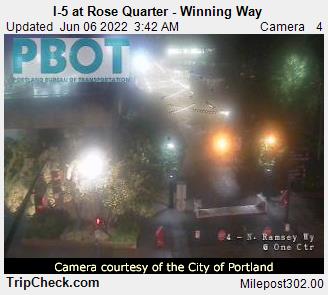 I-5 at Rose Quarter - Winning Way
Updated Jun 06 2022 3:42 AM Camera 4
PBOT
PORTLAND BUREAU OF TRANSPORTATION
#4 - N. Ramsey Wy
@ One Ctr
Camera courtesy of the City of Portland
TripCheck.com Milepost302.00